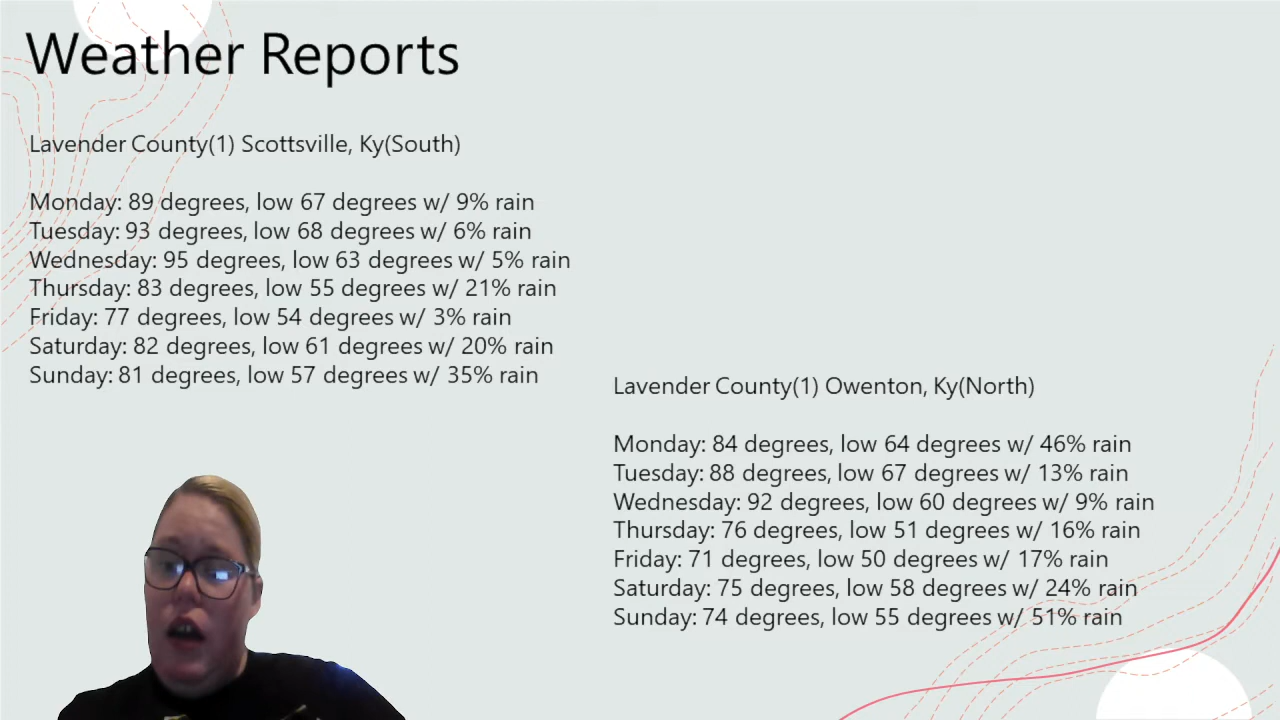 Weather Reports
Lavender County(1) Scottsville, Ky(South)
Monday: 89 degrees, low 67 degrees w/ 9% rain
Tuesday: 93 degrees, low 68 degrees w/ 6% rain
Wednesday: 95 degrees, low 63 degrees w/ 5% rain
Thursday: 83 degrees, low 55 degrees w/ 21% rain
Friday: 77 degrees, low 54 degrees w/ 3% rain
Saturday: 82 degrees, low 61 degrees w/ 20% rain
Sunday: 81 degrees, low 57 degrees w/ 35% rain
Lavender County(1) Owenton, Ky(North)
Monday: 84 degrees, low 64 degrees w/ 46% rain
Tuesday: 88 degrees, low 67 degrees w/ 13% rain
Wednesday: 92 degrees, low 60 degrees w/ 9% rain
Thursday: 76 degrees, low 51 degrees w/ 16% rain
Friday: 71 degrees, low 50 degrees w/ 17% rain
Saturday: 75 degrees, low 58 degrees w/ 24% rain
Sunday: 74 degrees, low 55 degrees w/ 51% rain